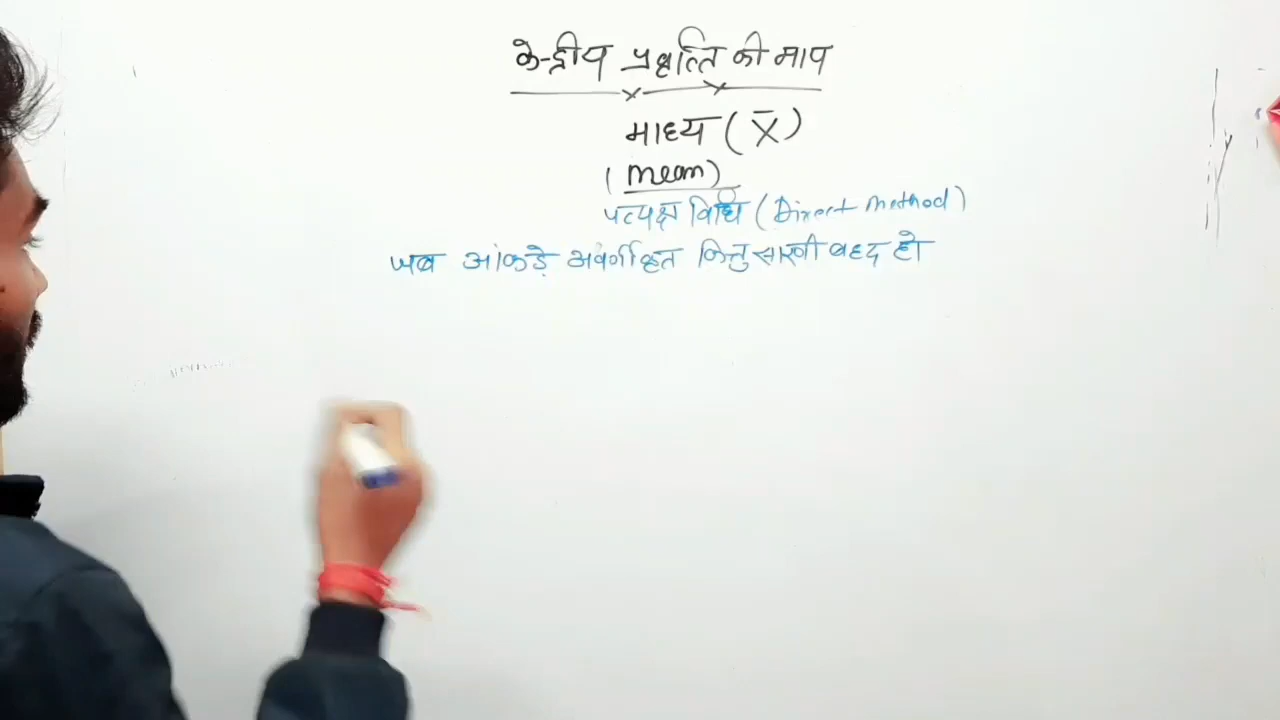 केन्द्रीय प्रवृत्ति की माप
माध्य ( X̄ )
( mean )
प्रत्यक्ष विधि ( Direct method )
जब आंकड़े अवर्गीकृत किन्तु सारणी बद्द हो